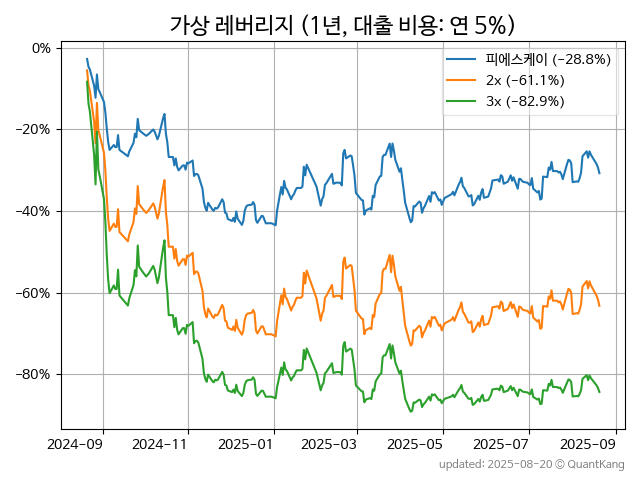 가상 레버리지 (1년, 대출 비용: 연 5%)
피에스케이 (−28.8%)
2x (−61.1%)
3x (−82.9%)
0%
−20%
−40%
−60%
−80%
2024-09 2024-11 2025-01 2025-03 2025-05 2025-07 2025-09
updated: 2025-08-20 © QuantKang